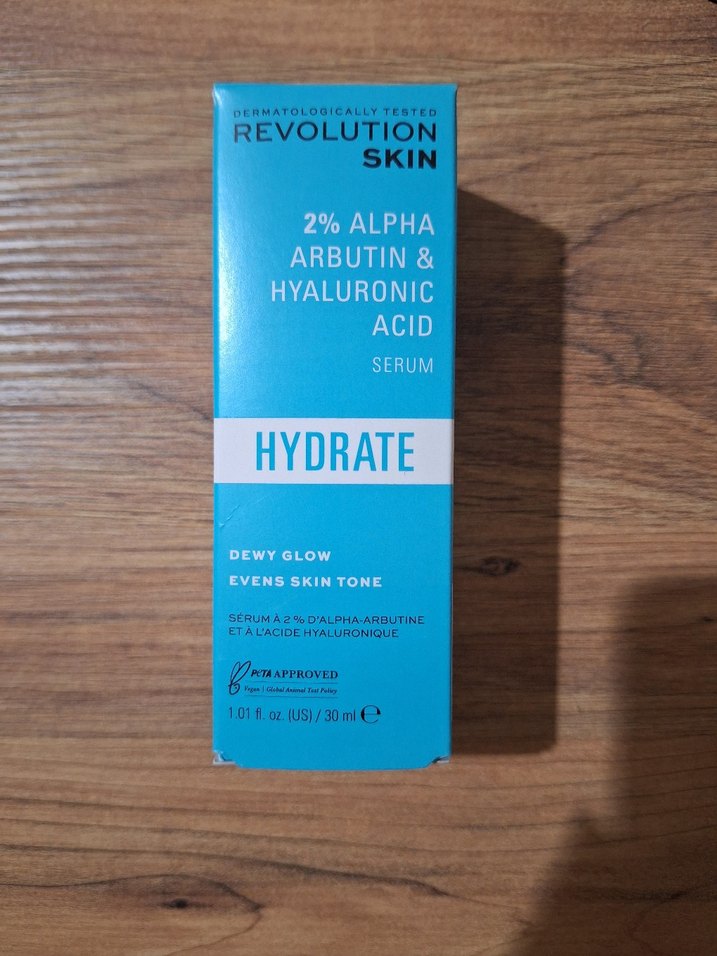 DERMATOLOGICALLY TESTED
REVOLUTION
SKIN
2% ALPHA
ARBUTIN &
HYALURONIC
ACID
SERUM
HYDRATE
DEWY GLOW
EVENS SKIN TONE
SÉRUM À 2 % D'ALPHA-ARBUTINE
ET À L'ACIDE HYALURONIQUE
PETA APPROVED
Vegan | Global Animal Test Policy
1.01 fl. oz. (US) / 30 ml ℮